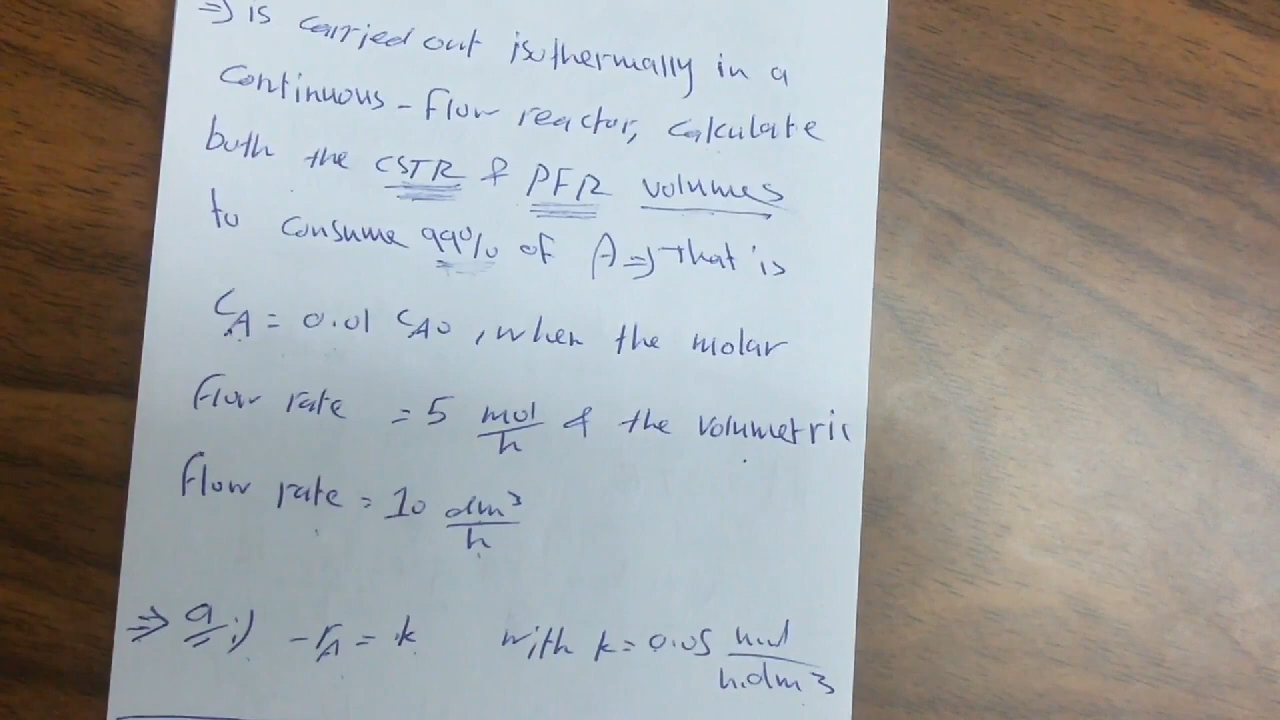 ⇒ is carried out isothermally in a
Continuous - flow reactor, calculate
both the CSTR & PFR volumes
to consume 99% of A ⇒ that is
CA = 0.01 CA0 , when the molar
flow rate = 5 mol/h & the volumetric
flow rate = 10 dm³/h
⇒ a:) -rA = k with k = 0.05 mol/h.dm3